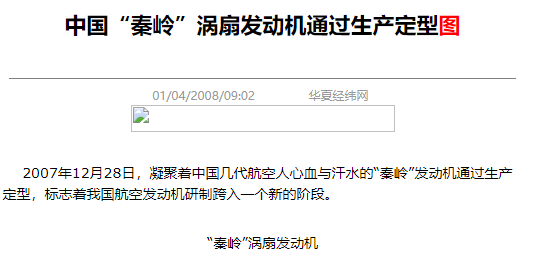 中国“秦岭”涡扇发动机通过生产定型图
01/04/2008/09:02 华夏经纬网
2007年12月28日，凝聚着中国几代航空人心血与汗水的“秦岭”发动机通过生产
定型，标志着我国航空发动机研制跨入一个新的阶段。
“秦岭”涡扇发动机